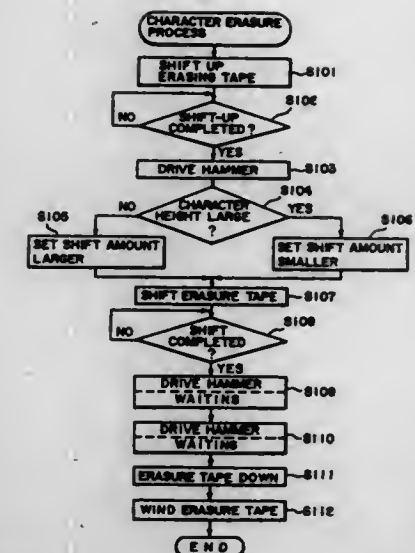 CHARACTER ERASURE
PROCESS
SHIFT UP
ERASING TAPE
S101
S102
NO
SHIFT-UP
COMPLETED?
YES
DRIVE HAMMER
S103
S104
NO
CHARACTER
HEIGHT LARGE
?
YES
S105
S106
SET SHIFT AMOUNT
LARGER
SET SHIFT AMOUNT
SMALLER
SHIFT ERASURE TAPE
S107
S108
NO
SHIFT
COMPLETED
?
YES
DRIVE HAMMER
WAITING
S109
DRIVE HAMMER
WAITING
S110
ERASURE TAPE DOWN
S111
WIND ERASURE TAPE
S112
END